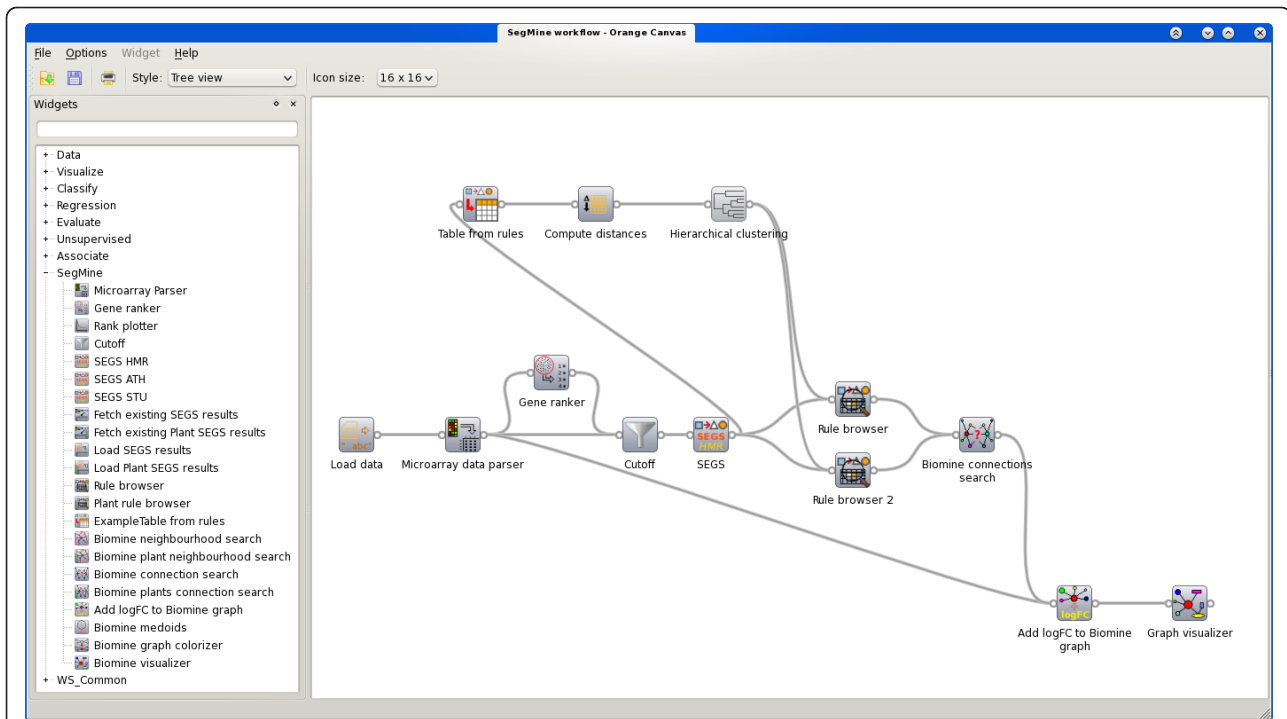 SegMine workflow - Orange Canvas
File Options Widget Help
Style: Tree view Icon size: 16 x 16
Widgets
Data
Visualize
Classify
Regression
Evaluate
Unsupervised
Associate
SegMine
Microarray Parser
Gene ranker
Rank plotter
Cutoff
SEGS HMR
SEGS ATH
SEGS STU
Fetch existing SEGS results
Fetch existing Plant SEGS results
Load SEGS results
Load Plant SEGS results
Rule browser
Plant rule browser
ExampleTable from rules
Biomine neighbourhood search
Biomine plant neighbourhood search
Biomine connection search
Biomine plants connection search
Add logFC to Biomine graph
Biomine medoids
Biomine graph colorizer
Biomine visualizer
WS_Common
Table from rules
Compute distances
Hierarchical clustering
Gene ranker
"abc"
Load data
Microarray data parser
Cutoff
SEGS
HMR
SEGS
Rule browser
Rule browser 2
Biomine connections
search
logFC
Add logFC to Biomine
graph
Graph visualizer